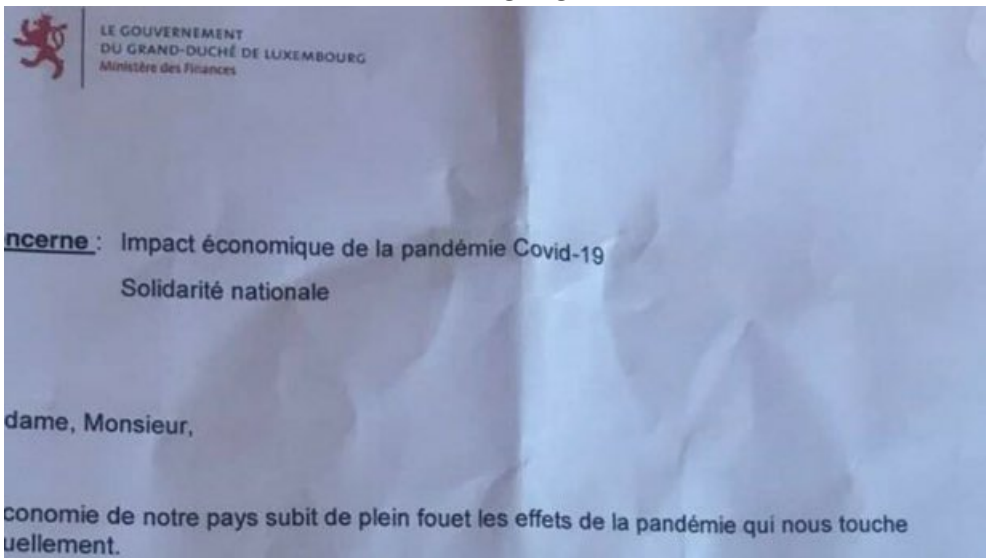 LE GOUVERNEMENT
DU GRAND-DUCHÉ DE LUXEMBOURG
Ministère des Finances
ncerne : Impact économique de la pandémie Covid-19
Solidarité nationale
dame, Monsieur,
conomie de notre pays subit de plein fouet les effets de la pandémie qui nous touche
uellement.